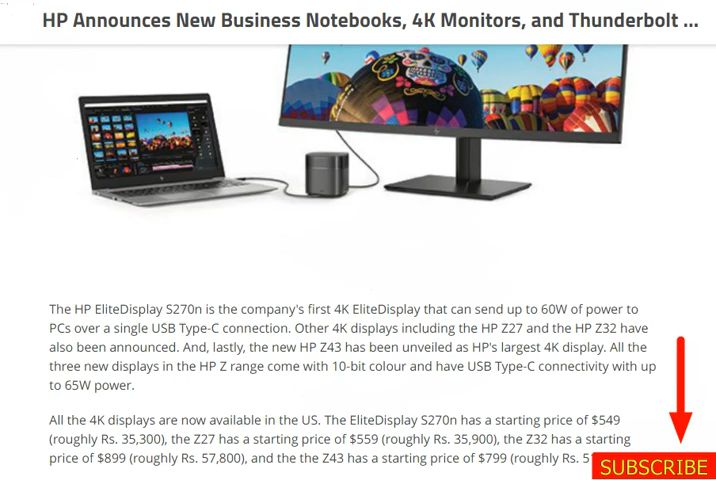 HP Announces New Business Notebooks, 4K Monitors, and Thunderbolt ...
The HP EliteDisplay S270n is the company's first 4K EliteDisplay that can send up to 60W of power to
PCs over a single USB Type-C connection. Other 4K displays including the HP Z27 and the HP Z32 have
also been announced. And, lastly, the new HP Z43 has been unveiled as HP's largest 4K display. All the
three new displays in the HP Z range come with 10-bit colour and have USB Type-C connectivity with up
to 65W power.
All the 4K displays are now available in the US. The EliteDisplay S270n has a starting price of $549
(roughly Rs. 35,300), the Z27 has a starting price of $559 (roughly Rs. 35,900), the Z32 has a starting
price of $899 (roughly Rs. 57,800), and the the Z43 has a starting price of $799 (roughly Rs.
SUBSCRIBE